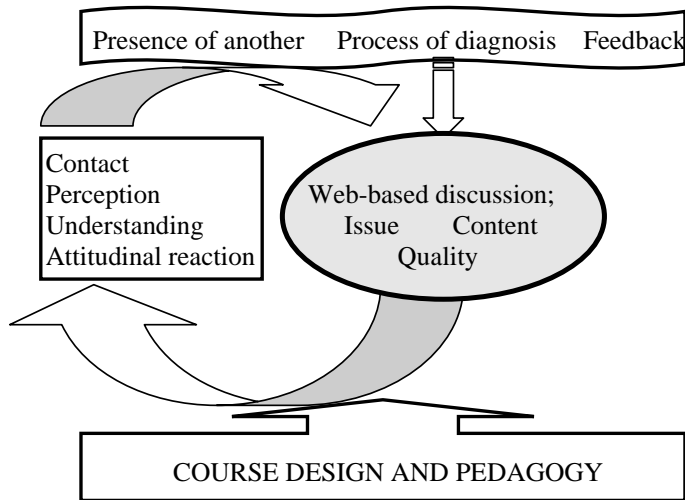 Presence of another Process of diagnosis Feedback
Contact
Perception
Understanding
Attitudinal reaction
Web-based discussion;
Issue Content
Quality
COURSE DESIGN AND PEDAGOGY